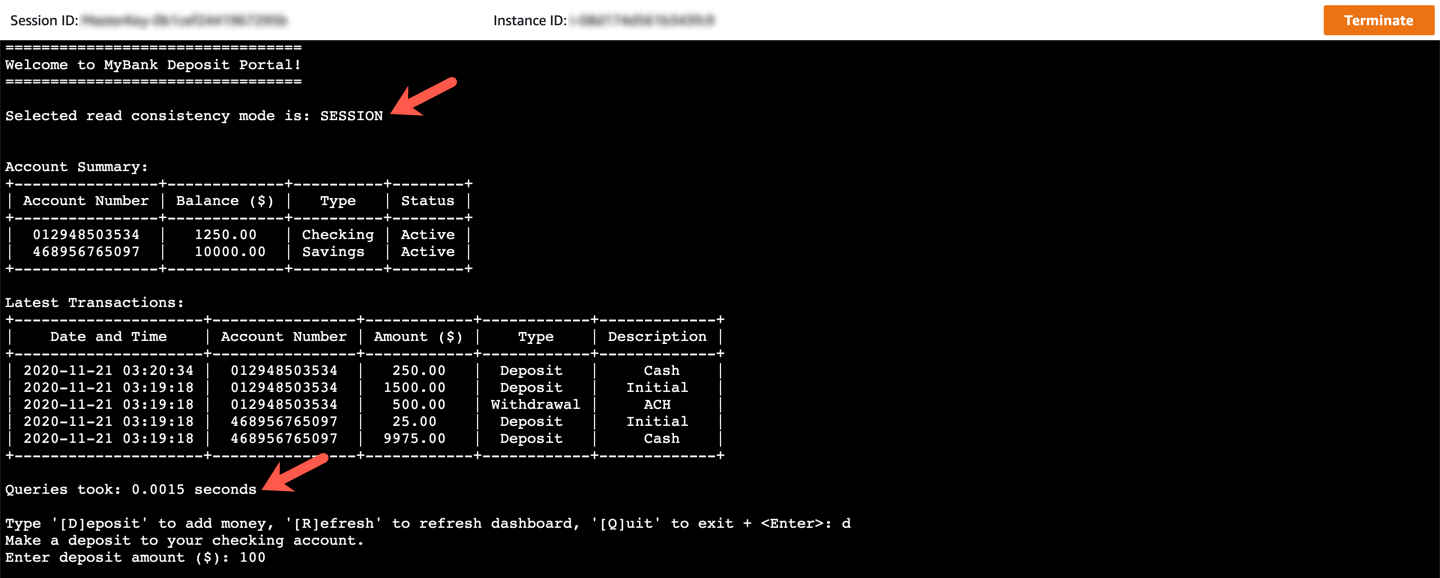 Session ID: Instance ID: Terminate
=================================
Welcome to MyBank Deposit Portal!
=================================
Selected read consistency mode is: SESSION
Account Summary:
+----------------+-------------+----------+--------+
| Account Number | Balance ($) | Type | Status |
+----------------+-------------+----------+--------+
| 012948503534 | 1250.00 | Checking | Active |
| 468956765097 | 10000.00 | Savings | Active |
+----------------+-------------+----------+--------+
Latest Transactions:
+---------------------+----------------+------------+------------+-------------+
| Date and Time | Account Number | Amount ($) | Type | Description |
+---------------------+----------------+------------+------------+-------------+
| 2020-11-21 03:20:34 | 012948503534 | 250.00 | Deposit | Cash |
| 2020-11-21 03:19:18 | 012948503534 | 1500.00 | Deposit | Initial |
| 2020-11-21 03:19:18 | 012948503534 | 500.00 | Withdrawal | ACH |
| 2020-11-21 03:19:18 | 468956765097 | 25.00 | Deposit | Initial |
| 2020-11-21 03:19:18 | 468956765097 | 9975.00 | Deposit | Cash |
+---------------------+----------------+------------+------------+-------------+
Queries took: 0.0015 seconds
Type '[D]eposit' to add money, '[R]efresh' to refresh dashboard, '[Q]uit' to exit + <Enter>: d
Make a deposit to your checking account.
Enter deposit amount ($): 100